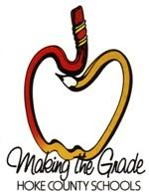 Making the Grade
HOKE COUNTY SCHOOLS